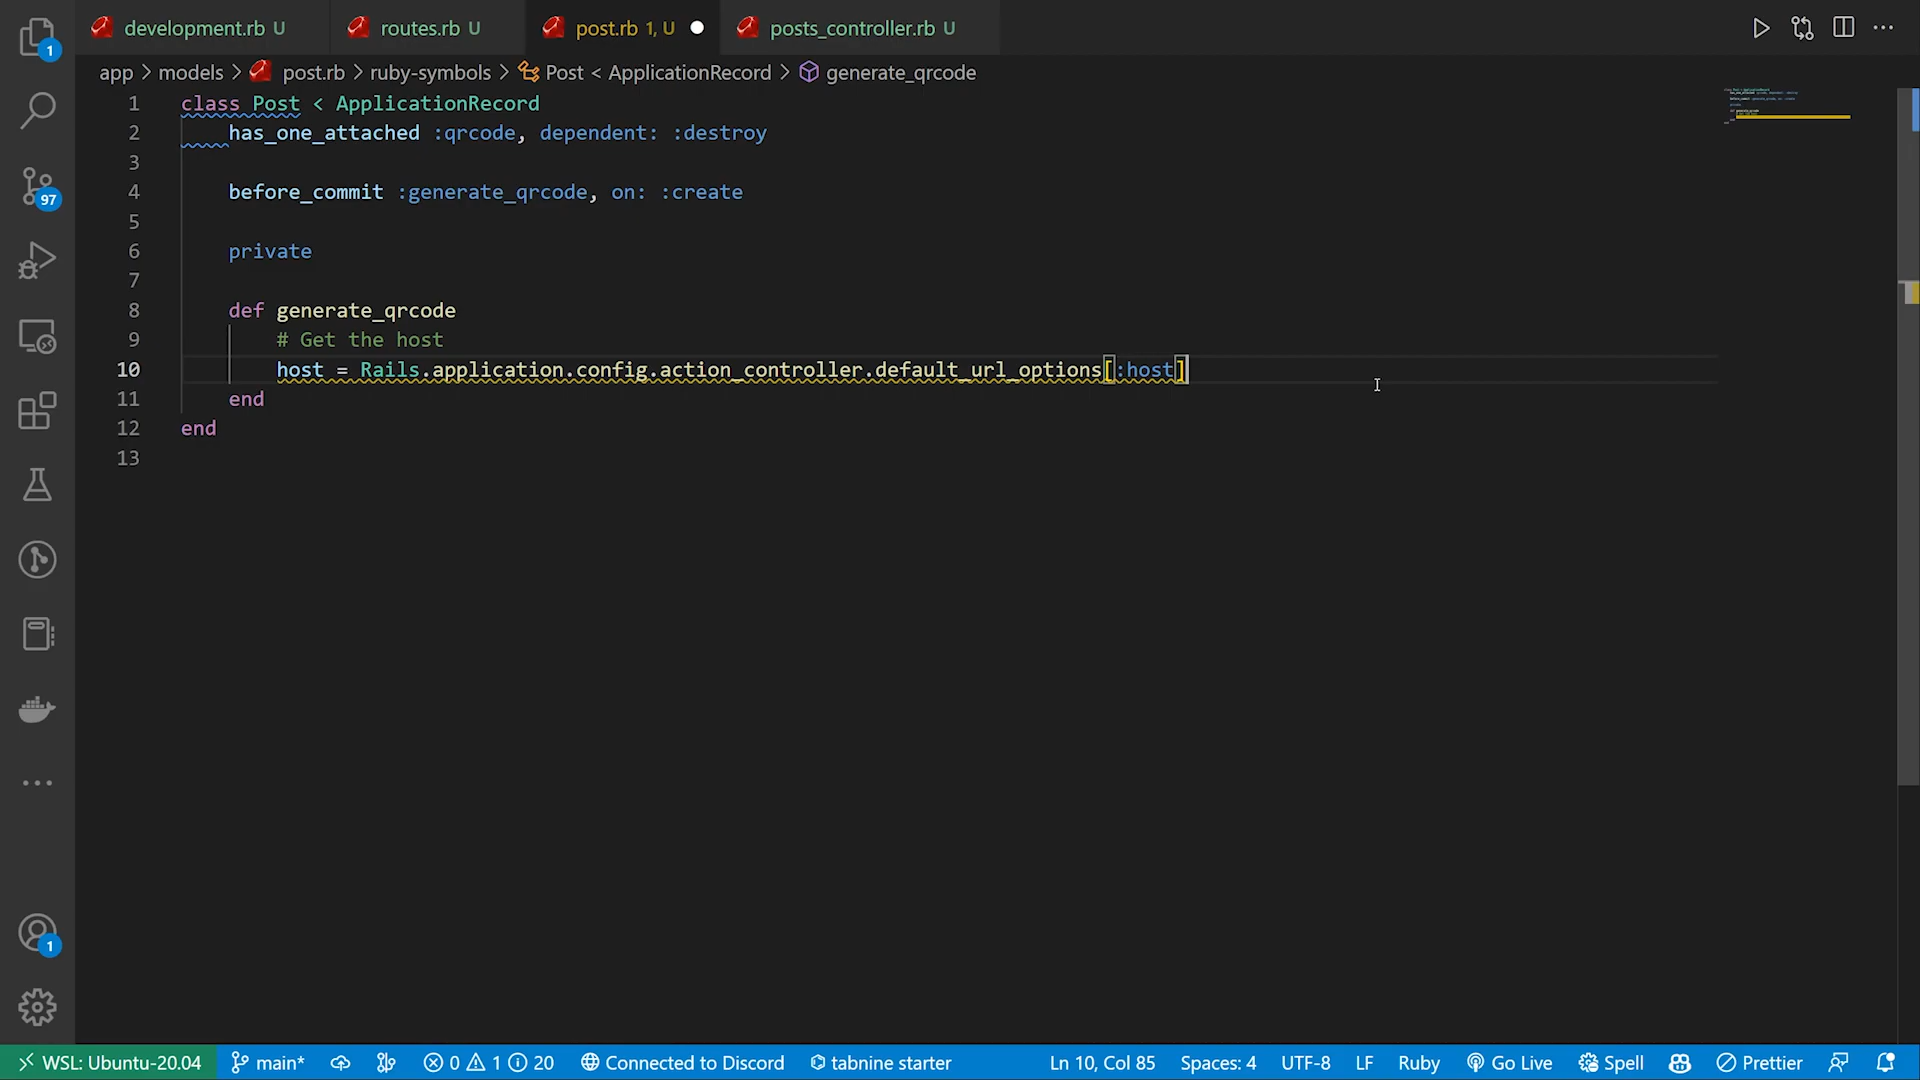 development.rb U
routes.rb U
post.rb 1, U
posts_controller.rb U
app > models > post.rb > ruby-symbols > Post < ApplicationRecord > generate_qrcode
1 class Post < ApplicationRecord
2 has_one_attached :qrcode, dependent: :destroy
3
4 before_commit :generate_qrcode, on: :create
5
6 private
7
8 def generate_qrcode
9 # Get the host
10 host = Rails.application.config.action_controller.default_url_options[:host]
11 end
12 end
13
1
97
1
WSL: Ubuntu-20.04 main* 0 1 20 Connected to Discord tabnine starter Ln 10, Col 85 Spaces: 4 UTF-8 LF Ruby Go Live Spell Prettier